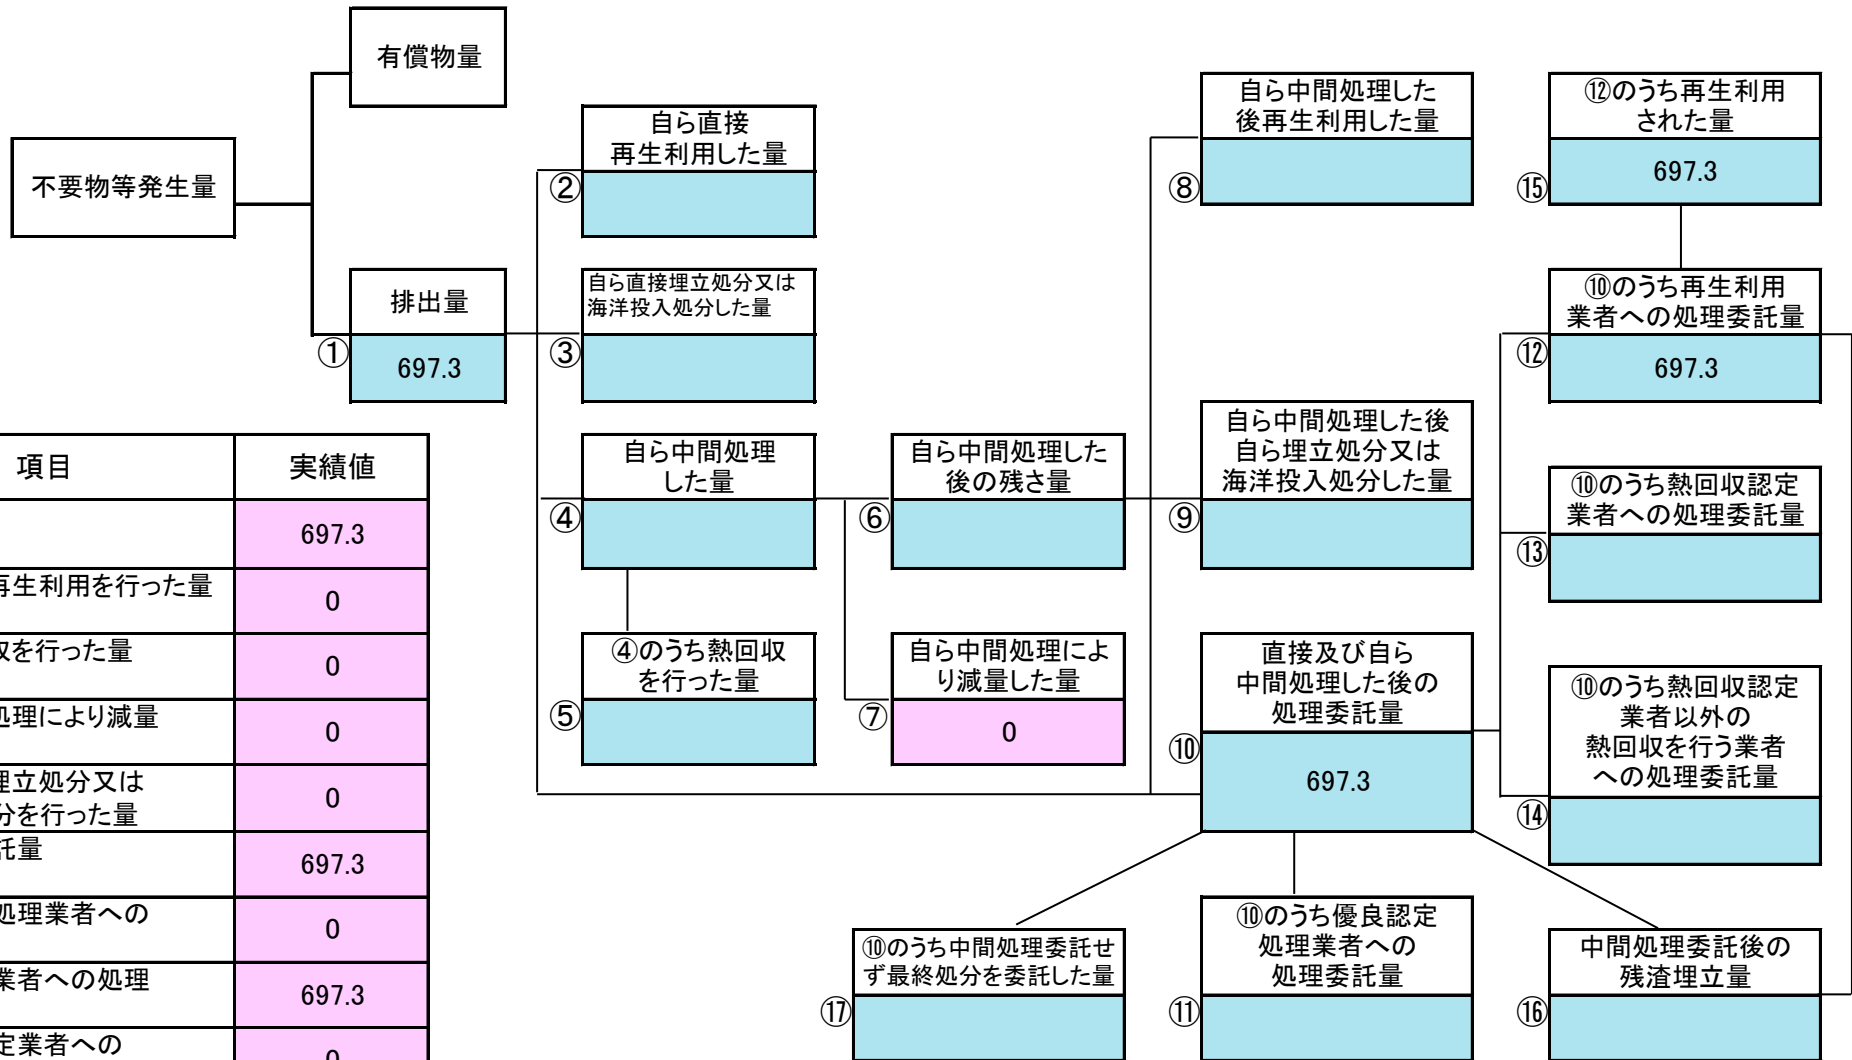 有償物量
不要物等発生量
排出量
①
697.3
自ら直接
再生利用した量
②
自ら直接埋立処分又は
海洋投入処分した量
③
自ら中間処理
した量
④
④のうち熱回収
を行った量
⑤
自ら中間処理した
後の残さ量
⑥
自ら中間処理によ
り減量した量
⑦
0
自ら中間処理した
後再生利用した量
⑧
自ら中間処理した後
自ら埋立処分又は
海洋投入処分した量
⑨
直接及び自ら
中間処理した後の
処理委託量
⑩
697.3
⑫のうち再生利用
された量
⑮
697.3
⑩のうち再生利用
業者への処理委託量
⑫
697.3
⑩のうち熱回収認定
業者への処理委託量
⑬
⑩のうち熱回収認定
業者以外の
熱回収を行う業者
への処理委託量
⑭
⑩のうち中間処理委託せ
ず最終処分を委託した量
⑰
⑩のうち優良認定
処理業者への
処理委託量
⑪
中間処理委託後の
残渣埋立量
⑯
項目 実績値
697.3
再生利用を行った量
0
を行った量
0
処理により減量
0
埋立処分又は
を行った量
0
託量
697.3
処理業者への
0
業者への処理
697.3
定業者への
0